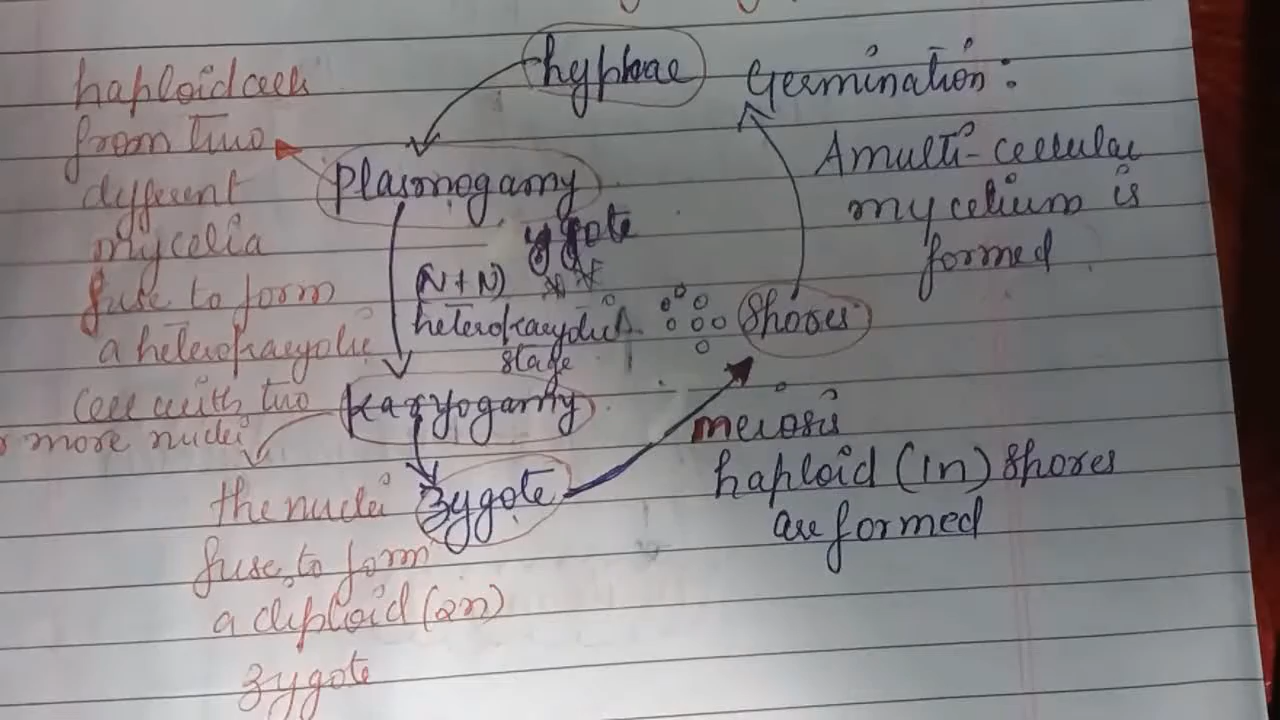 hyphae
Germination:
A multi-cellular
mycelium is
formed
haploid cells
from two
different
mycelia
fuse to form
a heterokaryotic
cell with two
more nuclei
Plasmogamy
ygote
(N+N)
heterokaryotic
stage
spores
Karyogamy
zygote
meiosis
haploid (1n) spores
are formed
the nuclei
fuse to form
a diploid (2n)
zygote